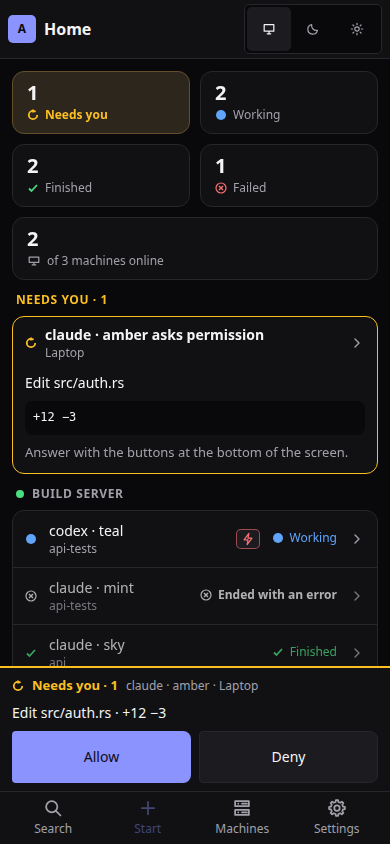 A Home
1
Needs you
2
Working
2
Finished
1
Failed
2
of 3 machines online
NEEDS YOU · 1
claude · amber asks permission
Laptop
Edit src/auth.rs
+12 −3
Answer with the buttons at the bottom of the screen.
BUILD SERVER
codex · teal
api-tests
Working
claude · mint
api-tests
Ended with an error
claude · sky
api
Finished
Needs you · 1 claude · amber · Laptop
Edit src/auth.rs · +12 −3
Allow Deny
Search Start Machines Settings